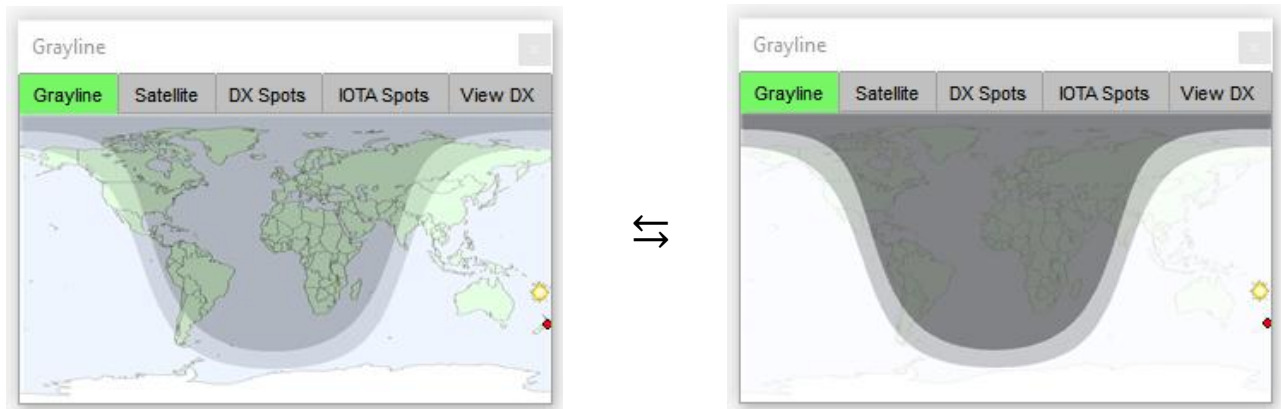 Grayline
Grayline Satellite DX Spots IOTA Spots View DX
Grayline
Grayline Satellite DX Spots IOTA Spots View DX